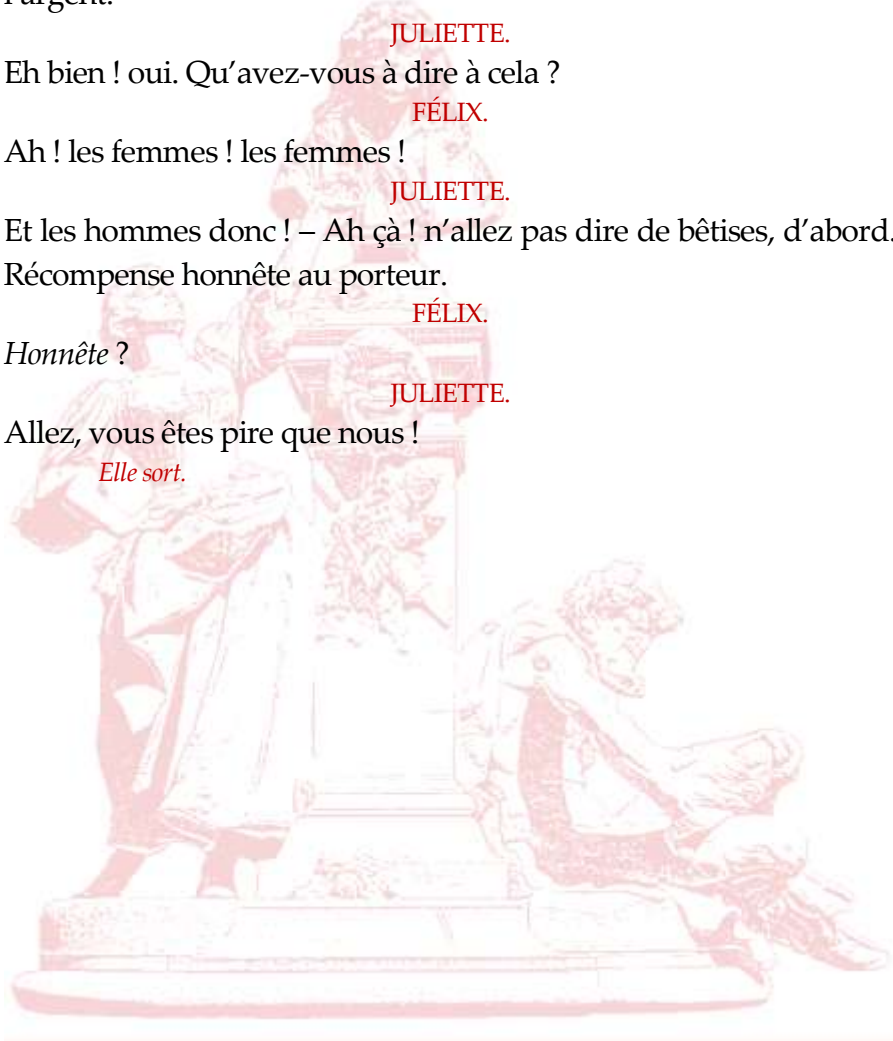 JULIETTE.
Eh bien ! oui. Qu’avez-vous à dire à cela ?
FÉLIX.
Ah ! les femmes ! les femmes !
JULIETTE.
Et les hommes donc ! – Ah çà ! n’allez pas dire de bêtises, d’abord.
Récompense honnête au porteur.
FÉLIX.
Honnête ?
JULIETTE.
Allez, vous êtes pire que nous !
Elle sort.